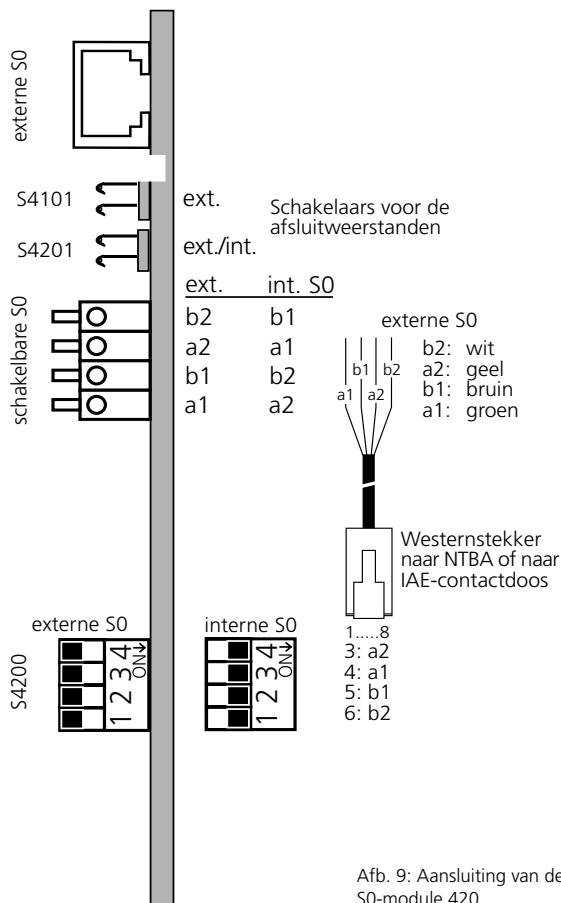 externe S0
S4101
ext.
Schakelaars voor de
afsluitweerstanden
S4201
ext./int.
ext. int. S0
schakelbare S0
b2 b1
a2 a1
b1 b2
a1 a2
externe S0
b2: wit
a2: geel
b1: bruin
a1: groen
b1 b2
a1 a2
Westernstekker
naar NTBA of naar
IAE-contactdoos
1.....8
3: a2
4: a1
5: b1
6: b2
externe S0
S4200
1 2 3 4
ON→
interne S0
1 2 3 4
ON→
Afb. 9: Aansluiting van de
S0-module 420